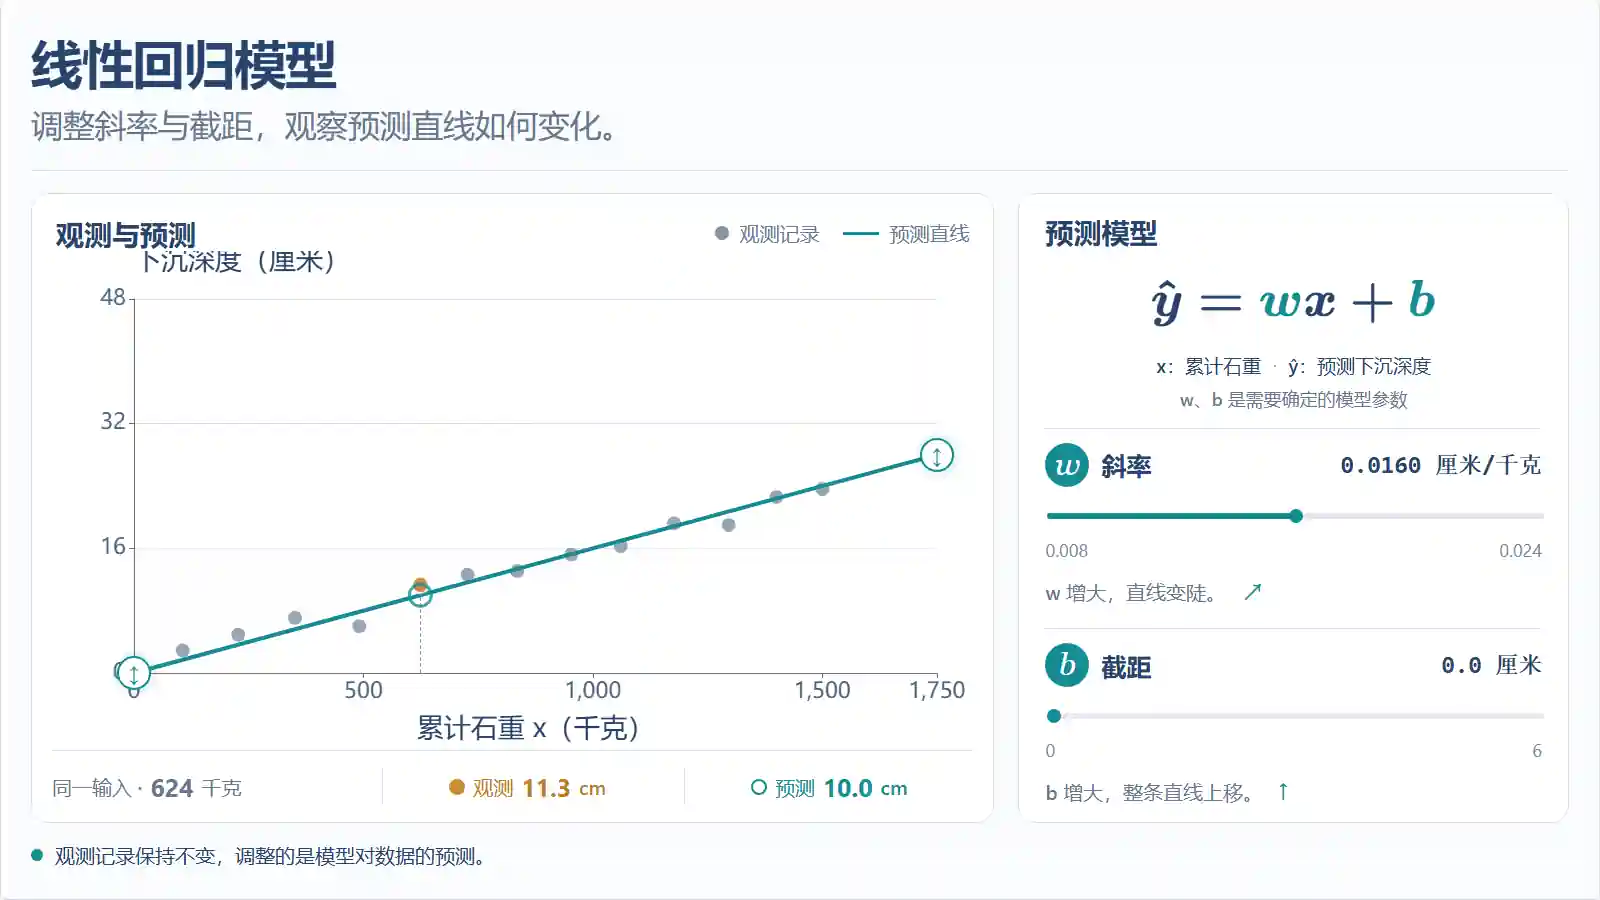 线性回归模型
调整斜率与截距，观察预测直线如何变化。
观测与预测
观测记录
预测直线
下沉深度（厘米）
48
32
16
0
0
500
1,000
1,500
1,750
累计石重 x（千克）
同一输入 · 624 千克
观测 11.3 cm
预测 10.0 cm
预测模型
ŷ = wx + b
x：累计石重 · ŷ：预测下沉深度
w、b 是需要确定的模型参数
w 斜率 0.0160 厘米/千克
0.008 0.024
w 增大，直线变陡。 ↗
b 截距 0.0 厘米
0 6
b 增大，整条直线上移。 ↑
观测记录保持不变，调整的是模型对数据的预测。